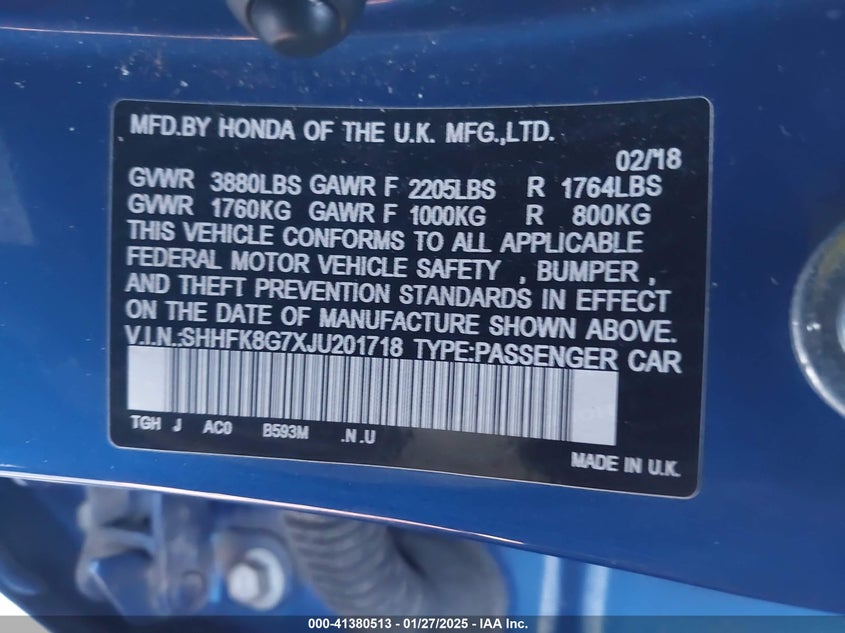 MFD.BY HONDA OF THE U.K. MFG.,LTD.
02/'18
GVWR 3880LBS GAWR F 2205LBS R 1764LBS
GVWR 1760KG GAWR F 1000KG R 800KG
THIS VEHICLE CONFORMS TO ALL APPLICABLE
FEDERAL MOTOR VEHICLE SAFETY , BUMPER ,
AND THEFT PREVENTION STANDARDS IN EFFECT
ON THE DATE OF MANUFACTURE SHOWN ABOVE.
V.I.N.:SHHFK8G7XJU201718 TYPE:PASSENGER CAR
TGH J AC0 B593M .N .U
MADE IN U.K.
000-41380513 - 01/27/2025 - IAA Inc.